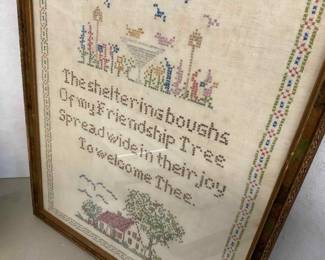 The sheltering boughs
Of my Friendship Tree
Spread wide in their joy
To welcome Thee.